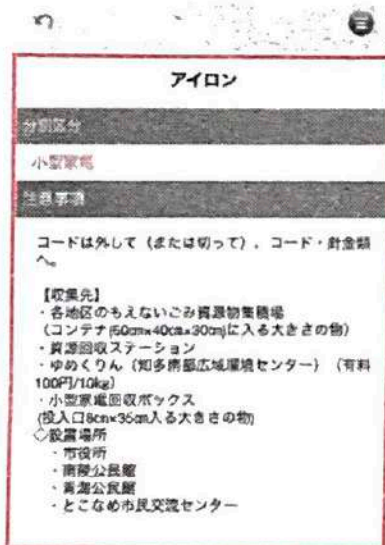 アイロン
分別区分
小型家電
注意事項
コードは外して(または切って)、コード・針金類
へ。
【収集先】
・各地区のもえないごみ資源物集積場
(コンテナ(60cm×40cm×30cm)に入る大きさの物)
・資源回収ステーション
・ゆめくりん(知多南部広域環境センター)(有料
100円/10kg)
・小型家電回収ボックス
(投入口8cm×35cm入る大きさの物)
◇設置場所
・市役所
・南陵公民館
・青海公民館
・とこなめ市民交流センター